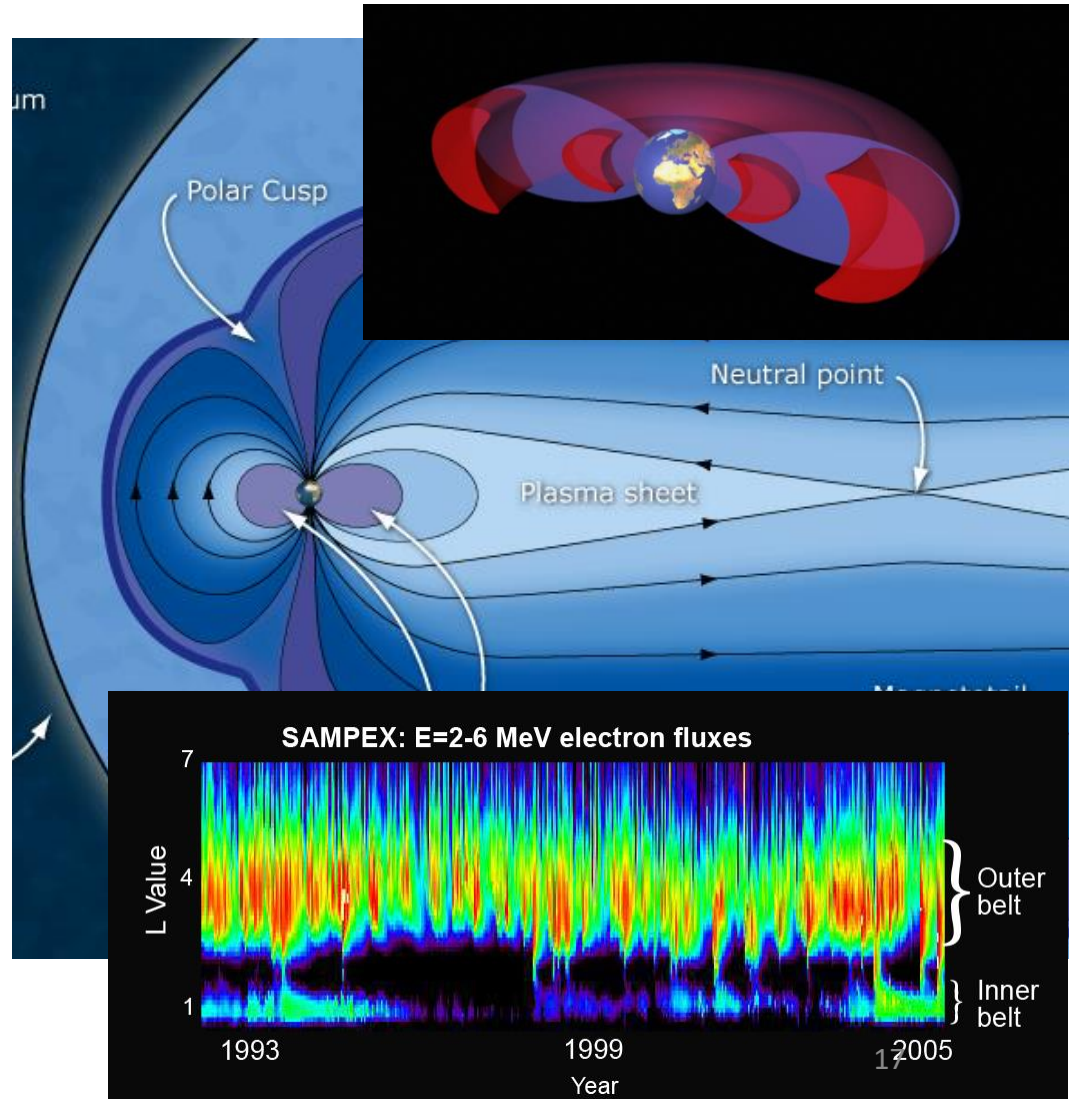 um
Polar Cusp
Neutral point
Plasma sheet
SAMPEX: E=2-6 MeV electron fluxes
7
L Value
4
Outer
belt
1
Inner
belt
1993
1999
2005
17
Year